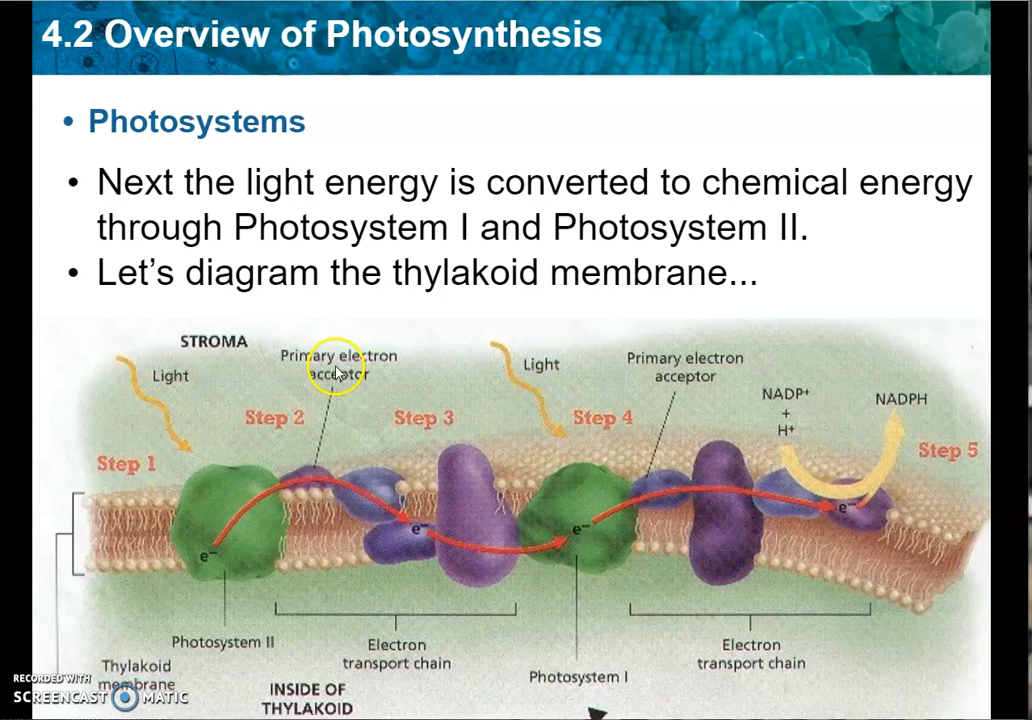 4.2 Overview of Photosynthesis
• Photosystems
• Next the light energy is converted to chemical energy
through Photosystem I and Photosystem II.
• Let's diagram the thylakoid membrane...
STROMA
Primary electron
acceptor
Light
Step 2
Step 3
Step 1
Light
Primary electron
acceptor
Step 4
NADP⁺
+
H⁺
NADPH
Step 5
e⁻
e⁻
e⁻
e⁻
Photosystem II
Electron
transport chain
Photosystem I
Electron
transport chain
Thylakoid
membrane
INSIDE OF
THYLAKOID
RECORDED WITH
SCREENCAST MATIC